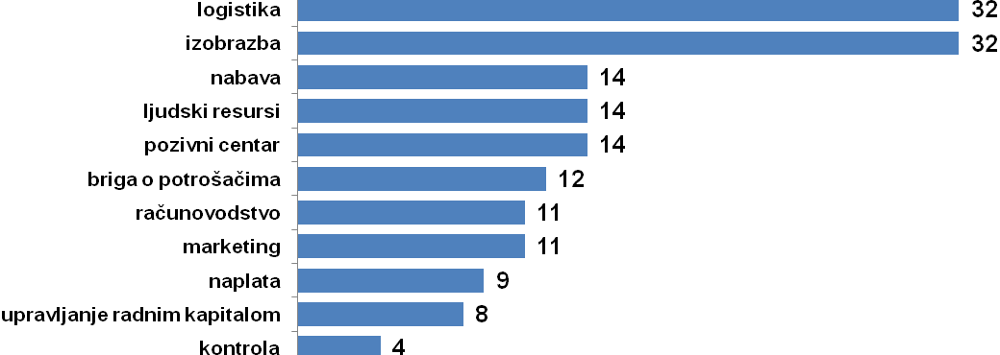 logistika 32
izobrazba 32
nabava 14
ljudski resursi 14
pozivni centar 14
briga o potrošačima 12
računovodstvo 11
marketing 11
naplata 9
upravljanje radnim kapitalom 8
kontrola 4